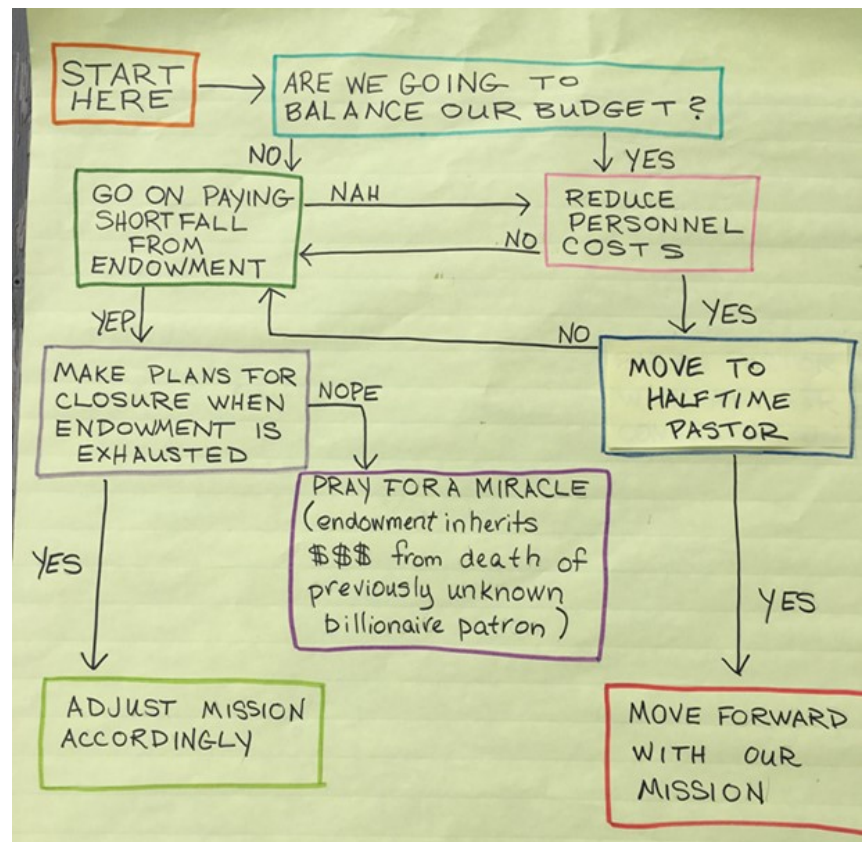 START
HERE
ARE WE GOING TO
BALANCE OUR BUDGET?
NO
YES
GO ON PAYING
SHORTFALL
FROM
ENDOWMENT
NAH
NO
REDUCE
PERSONNEL
COSTS
YEP
NO
YES
MAKE PLANS FOR
CLOSURE WHEN
ENDOWMENT IS
EXHAUSTED
NOPE
MOVE TO
HALFTIME
PASTOR
PRAY FOR A MIRACLE
(endowment inherits
$$$ from death of
previously unknown
billionaire patron)
YES
YES
ADJUST MISSION
ACCORDINGLY
MOVE FORWARD
WITH OUR
MISSION